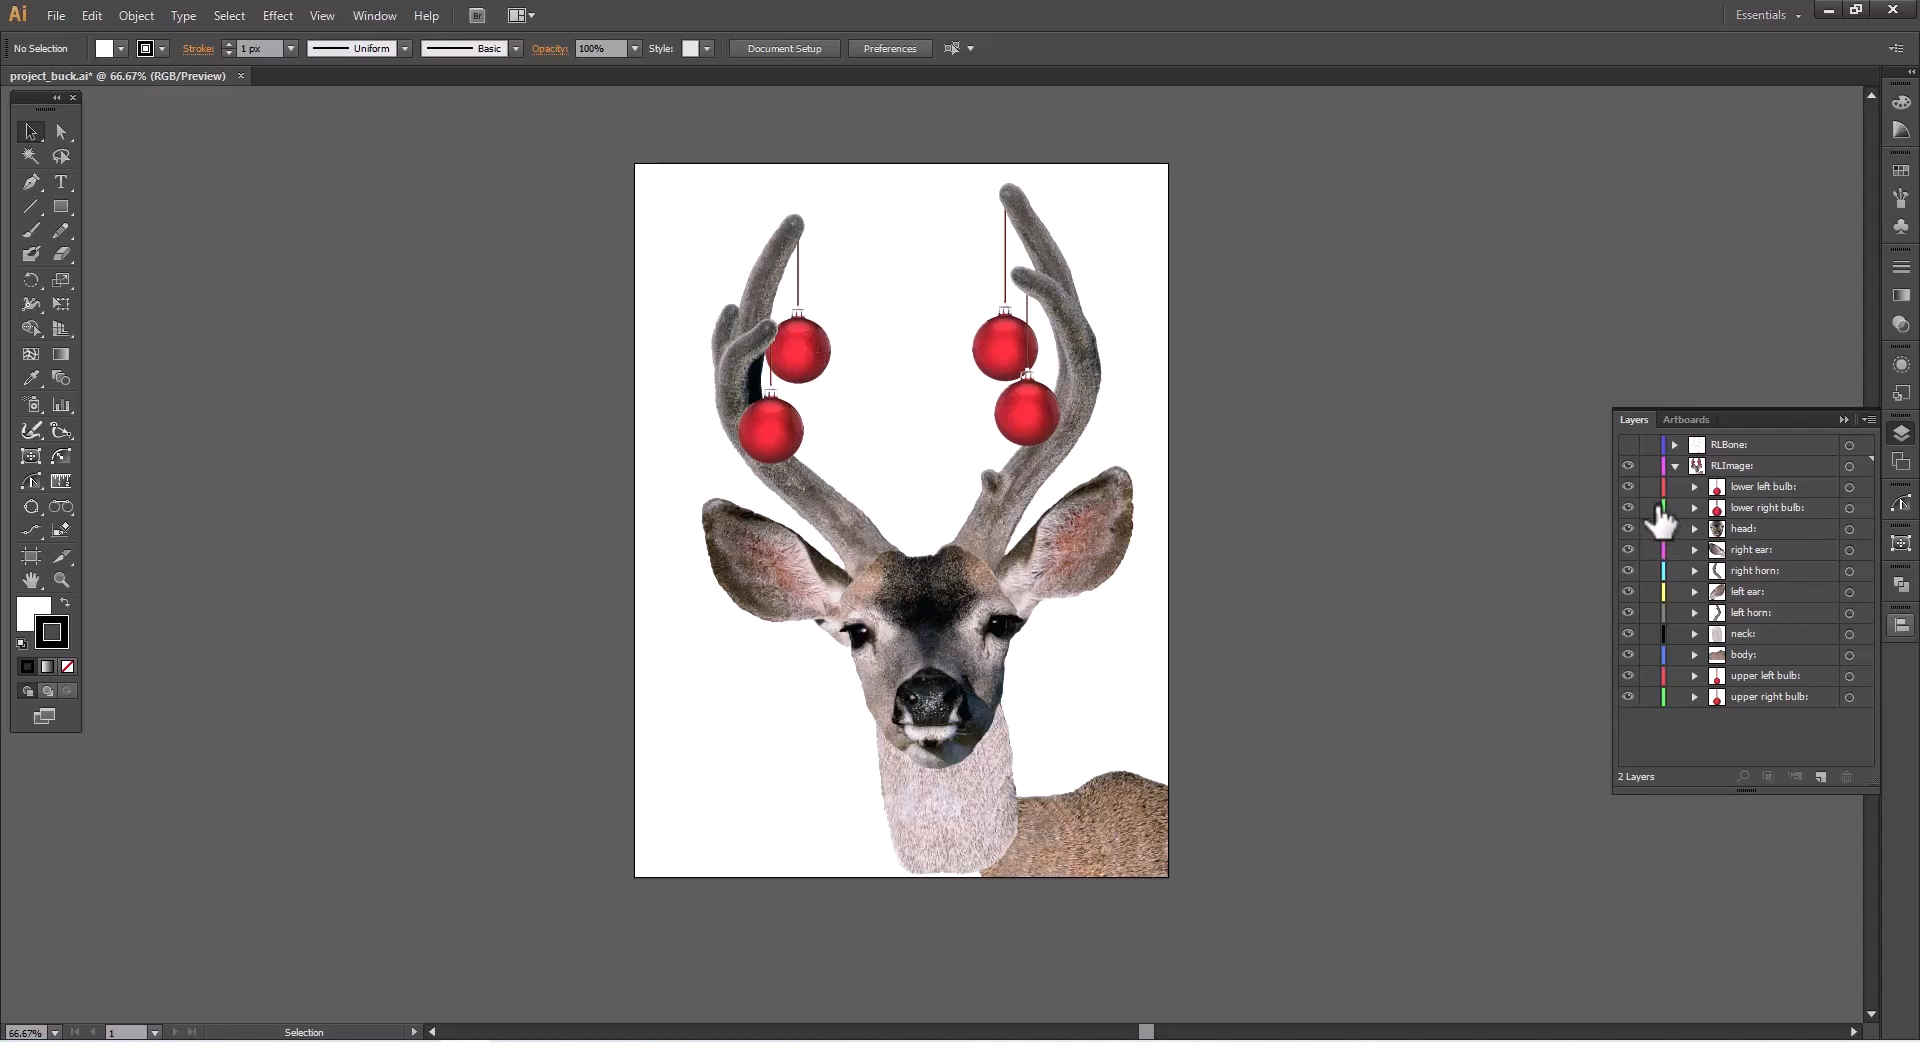 Ai File Edit Object Type Select Effect View Window Help Br Essentials
No Selection Stroke: 1 px Uniform Basic Opacity: 100% Style: Document Setup Preferences
project_buck.ai* @ 66.67% (RGB/Preview)
T
Layers Artboards
RLBone:
RLImage:
lower left bulb:
lower right bulb:
head:
right ear:
right horn:
left ear:
left horn:
neck:
body:
upper left bulb:
upper right bulb:
2 Layers
66.67% 1 Selection